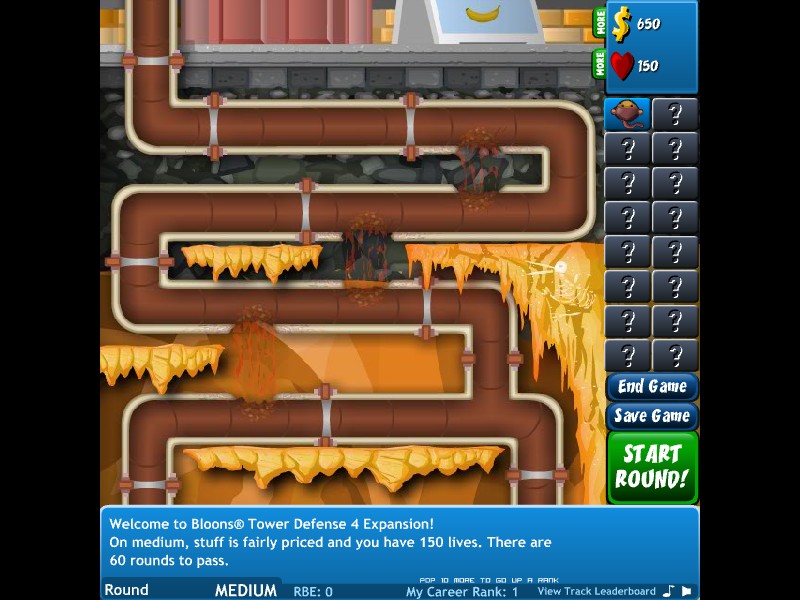 MORE
650
MORE
150
?
? ?
? ?
? ?
? ?
? ?
? ?
? ?
End Game
Save Game
START
ROUND!
Welcome to Bloons® Tower Defense 4 Expansion!
On medium, stuff is fairly priced and you have 150 lives. There are
60 rounds to pass.
POP 10 MORE TO GO UP A RANK
Round MEDIUM RBE: 0 My Career Rank: 1 View Track Leaderboard